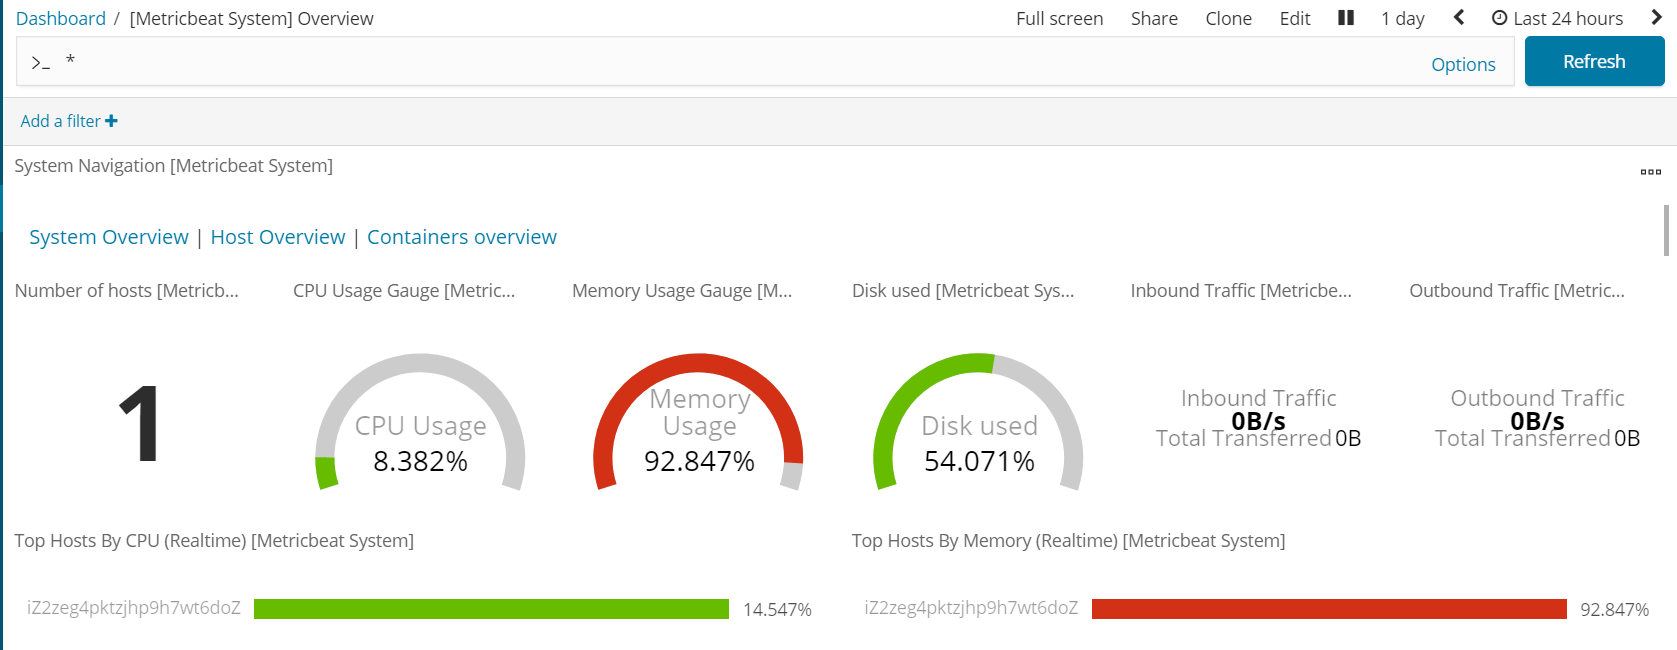 Dashboard / [Metricbeat System] Overview Full screen Share Clone Edit 1 day Last 24 hours
>_ * Options Refresh
Add a filter
System Navigation [Metricbeat System]
System Overview | Host Overview | Containers overview
Number of hosts [Metricb... CPU Usage Gauge [Metric... Memory Usage Gauge [M... Disk used [Metricbeat Sys... Inbound Traffic [Metricbe... Outbound Traffic [Metric...
1
CPU Usage
8.382%
Memory
Usage
92.847%
Disk used
54.071%
Inbound Traffic
0B/s
Total Transferred 0B
Outbound Traffic
0B/s
Total Transferred 0B
Top Hosts By CPU (Realtime) [Metricbeat System]
iZ2zeg4pktzjhp9h7wt6doZ 14.547%
Top Hosts By Memory (Realtime) [Metricbeat System]
iZ2zeg4pktzjhp9h7wt6doZ 92.847%